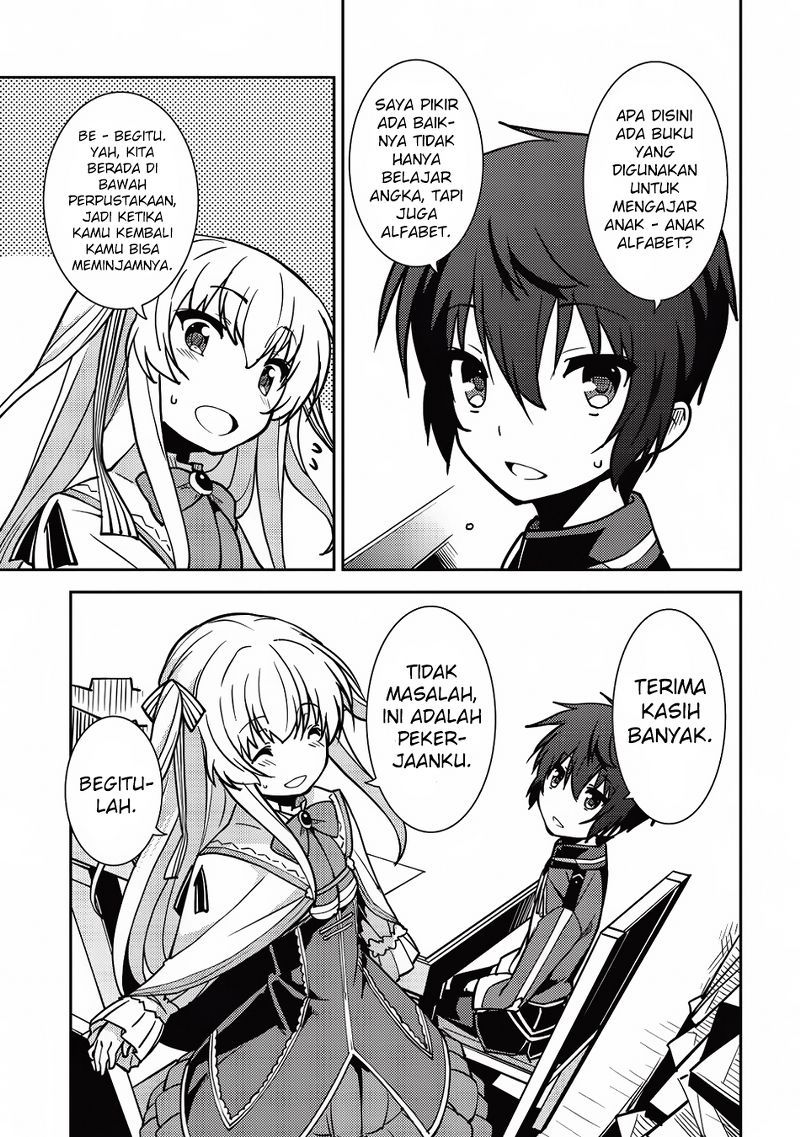 APA DISINI
ADA BUKU
YANG
DIGUNAKAN
UNTUK
MENGAJAR
ANAK - ANAK
ALFABET?
SAYA PIKIR
ADA BAIK-
NYA TIDAK
HANYA
BELAJAR
ANGKA, TAPI
JUGA
ALFABET.
BE - BEGITU.
YAH, KITA
BERADA DI
BAWAH
PERPUSTAKAAN,
JADI KETIKA
KAMU KEMBALI
KAMU BISA
MEMINJAMNYA.
TERIMA
KASIH
BANYAK.
TIDAK
MASALAH,
INI ADALAH
PEKER-
JAANKU.
BEGITU-
LAH.